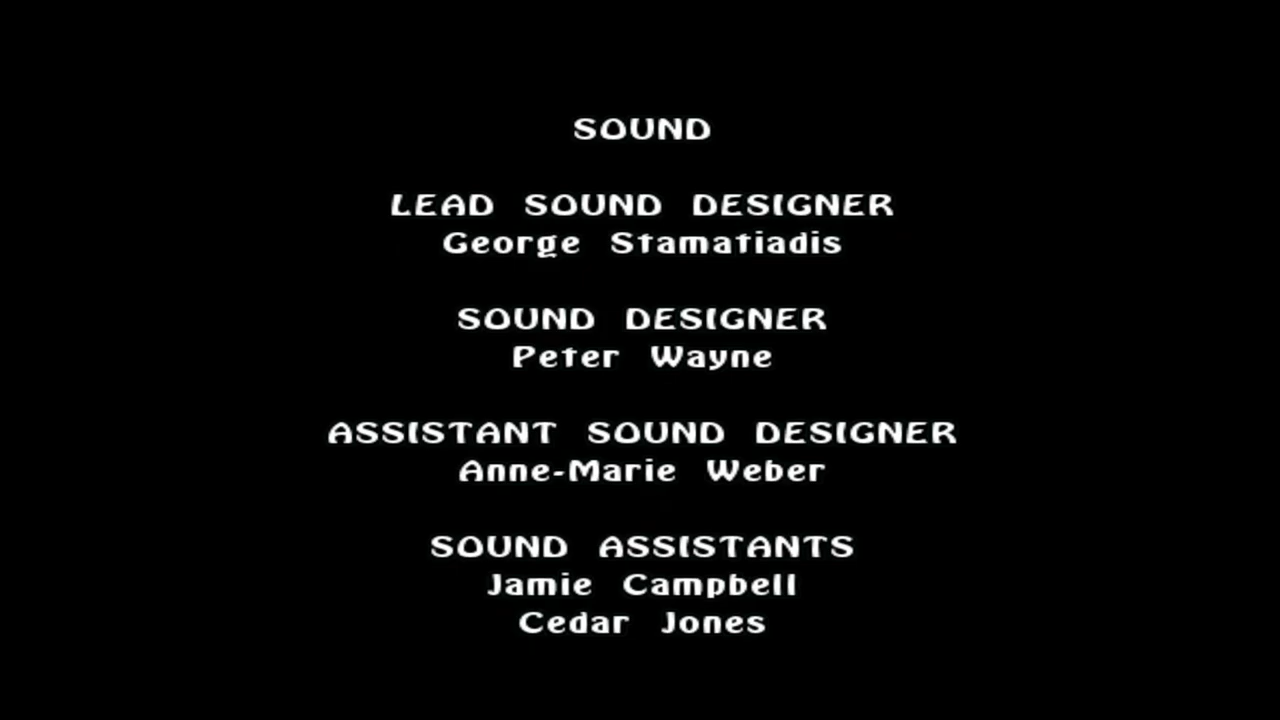 SOUND
LEAD SOUND DESIGNER
George Stamatiadis
SOUND DESIGNER
Peter Wayne
ASSISTANT SOUND DESIGNER
Anne-Marie Weber
SOUND ASSISTANTS
Jamie Campbell
Cedar Jones